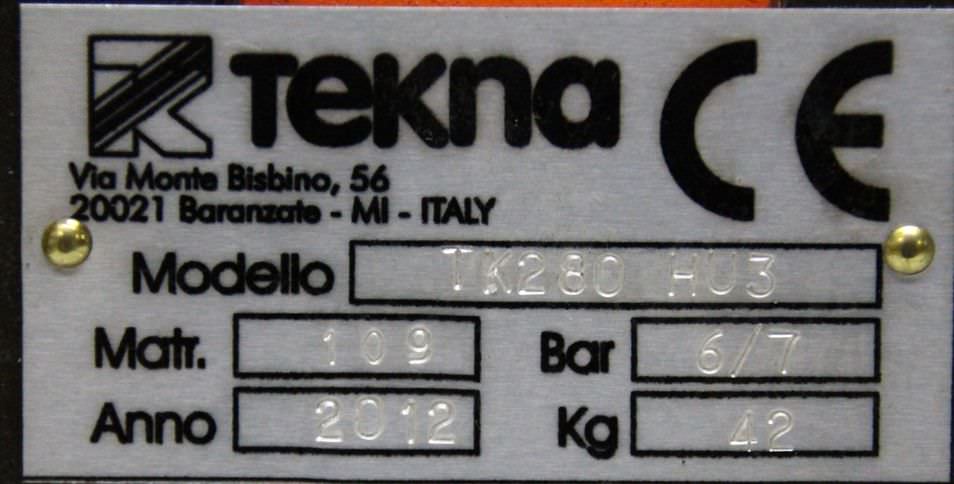 TK Tekna CE
Via Monte Bisbino, 56
20021 Baranzate - MI - ITALY
Modello TK280 HU3
Matr. 109 Bar 6/7
Anno 2012 Kg 42